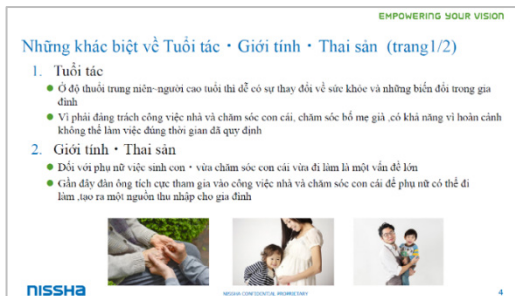 EMPOWERING YOUR VISION
Những khác biệt về Tuổi tác・Giới tính・Thai sản (trang1/2)
1. Tuổi tác
Ở độ thuổi trung niên~người cao tuổi thì dễ có sự thay đổi về sức khỏe và những biến đổi trong gia
đình
Vì phải đảng trách công việc nhà và chăm sóc con cái, chăm sóc bố mẹ già ,có khả năng vì hoàn cảnh
không thể làm việc đúng thời gian đã quy định
2. Giới tính・Thai sản
Đối với phụ nữ việc sinh con・vừa chăm sóc con cái vừa đi làm là một vấn đề lớn
Gần đây đàn ông tích cực tham gia vào công việc nhà và chăm sóc con cái để phụ nữ có thể đi
làm ,tạo ra một nguồn thu nhập cho gia đình
NISSHA
NISSHA CONFIDENTIAL PROPRIETARY
4